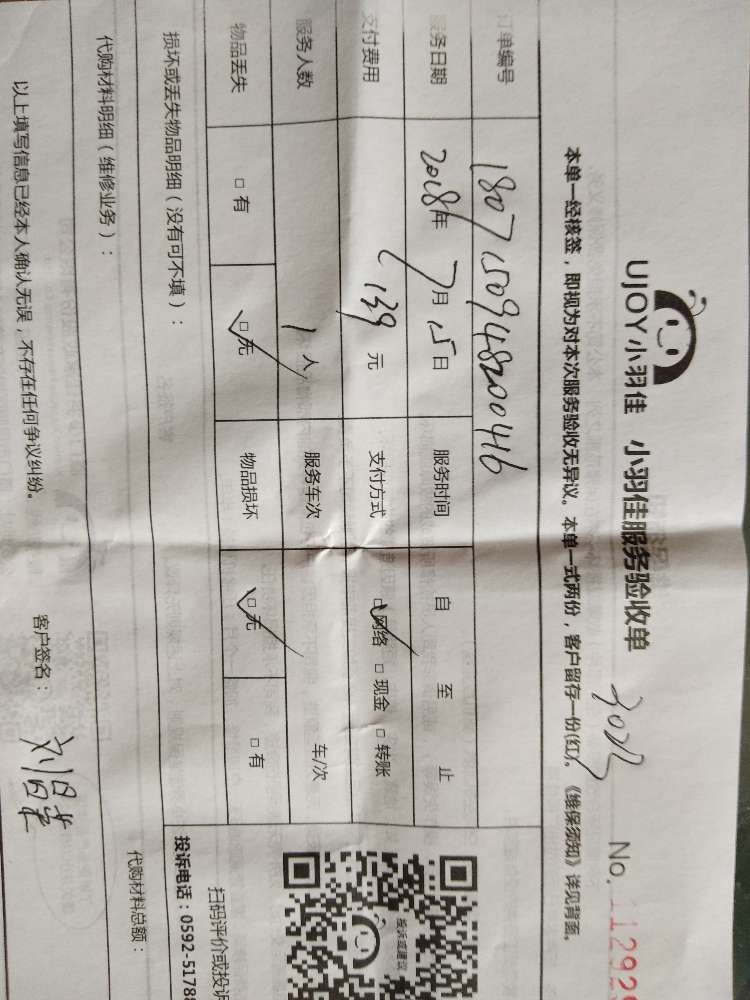 UJOY小羽佳 小羽佳服务验收单
No. 11292
本单一经核签，即视为对本次服务验收无异议。本单一式两份，客户留存一份(红)。《维保须知》详见背面。
订单编号 1807150948200416
服务日期 2018年 7月 15日 服务时间 自 至 止
支付费用 139 元 支付方式 ☑网络 □现金 □转账
服务人数 1 人 服务车次 车/次
物品丢失 □有 ☑无 物品损坏 ☑无 □有
投诉或建议
扫码评价或投诉
投诉电话：0592-5178
损坏或丢失物品明细（没有可不填）：
代购材料明细（维修业务）：
代购材料总额：
以上填写信息已经本人确认无误，不存在任何争议纠纷。
客户签名：